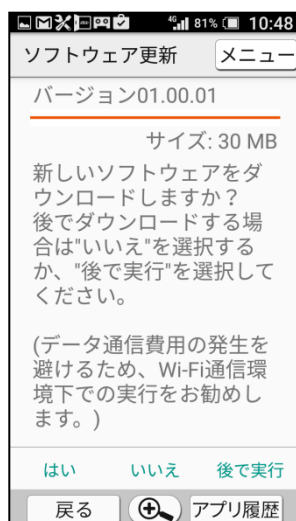 4G 81% 10:48
ソフトウェア更新 メニュー
バージョン01.00.01
サイズ: 30 MB
新しいソフトウェアをダ
ウンロードしますか？
後でダウンロードする場
合は"いいえ"を選択する
か、"後で実行"を選択して
ください。
(データ通信費用の発生を
避けるため、Wi-Fi通信環
境下での実行をお勧めし
ます。)
はい いいえ 後で実行
戻る アプリ履歴